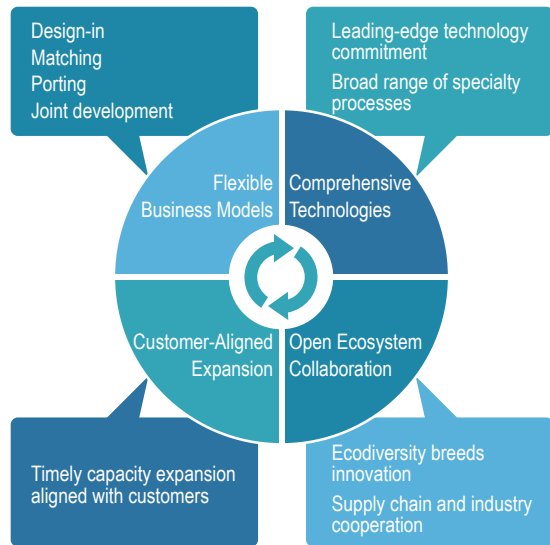 Design-in
Matching
Porting
Joint development
Leading-edge technology
commitment
Broad range of specialty
processes
Flexible
Business Models
Comprehensive
Technologies
Customer-Aligned
Expansion
Open Ecosystem
Collaboration
Timely capacity expansion
aligned with customers
Ecodiversity breeds
innovation
Supply chain and industry
cooperation